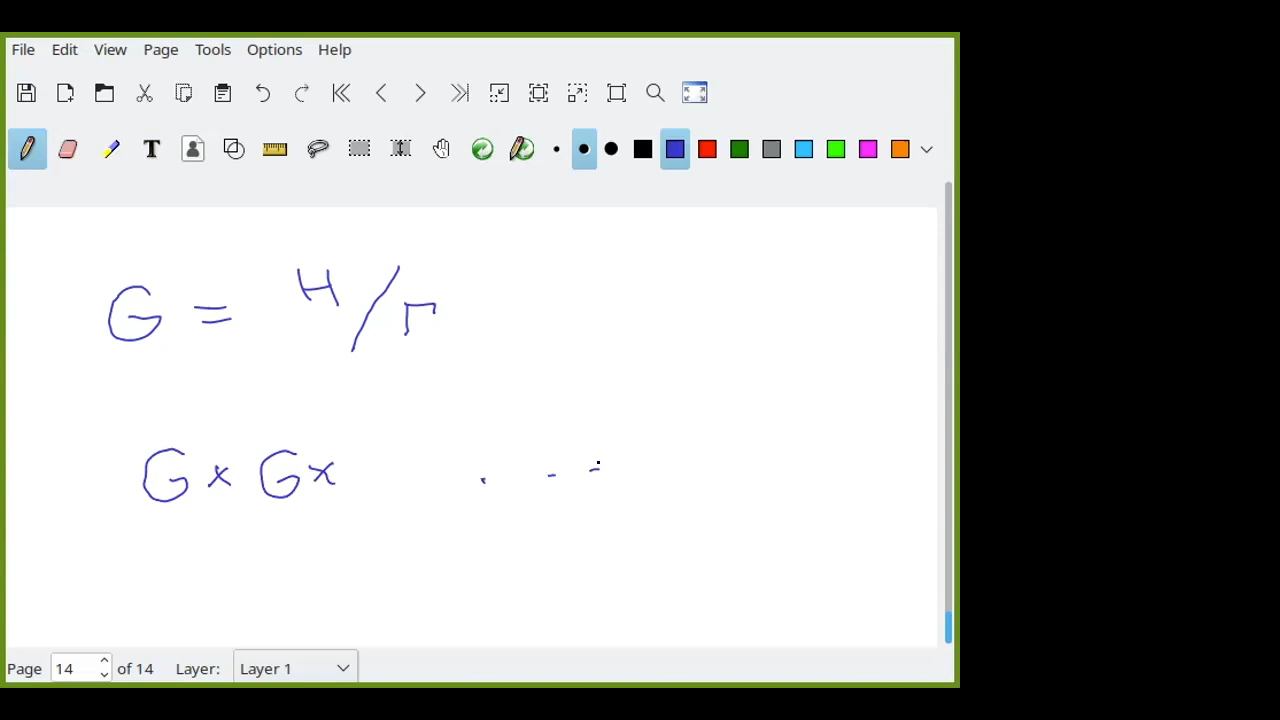 File Edit View Page Tools Options Help
T
G = H/Γ
G × G × . . .
Page 14 of 14 Layer: Layer 1